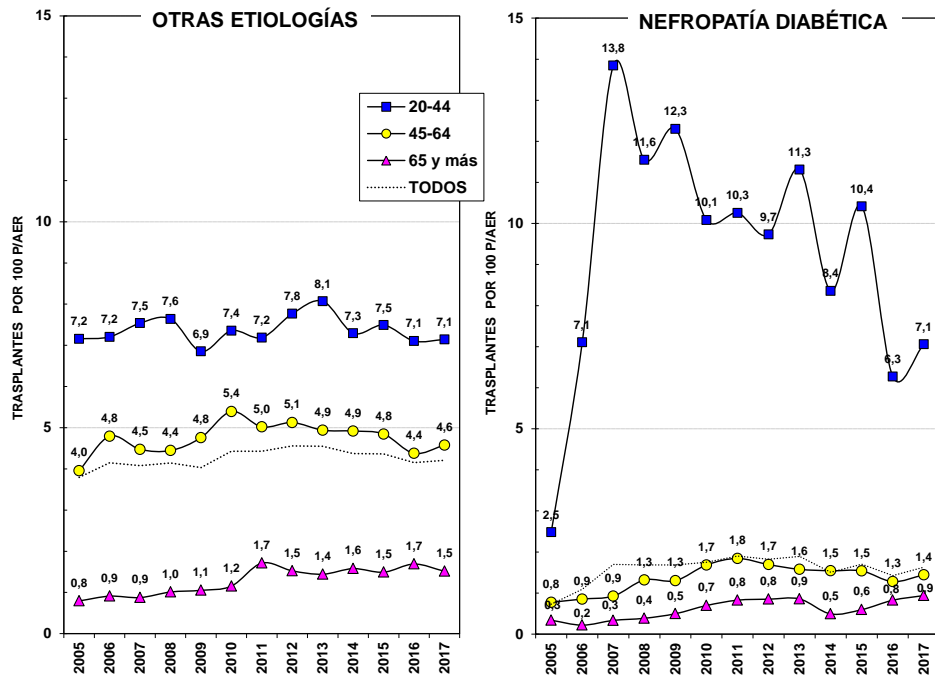 OTRAS ETIOLOGÍAS
TRASPLANTES POR 100 P/AER
15
10
5
0
20-44
45-64
65 y más
TODOS
7,2 7,2 7,5 7,6 6,9 7,4 7,2 7,8 8,1 7,3 7,5 7,1 7,1
4,0 4,8 4,5 4,4 4,8 5,4 5,0 5,1 4,9 4,9 4,8 4,4 4,6
0,8 0,9 0,9 1,0 1,1 1,2 1,7 1,5 1,4 1,6 1,5 1,7 1,5
2005 2006 2007 2008 2009 2010 2011 2012 2013 2014 2015 2016 2017
NEFROPATÍA DIABÉTICA
TRASPLANTES POR 100 P/AER
15
10
5
0
2,5 7,1 13,8 11,6 12,3 10,1 10,3 9,7 11,3 8,4 10,4 6,3 7,1
0,8 0,9 0,9 1,3 1,3 1,7 1,8 1,7 1,6 1,5 1,5 1,3 1,4
0,3 0,2 0,3 0,4 0,5 0,7 0,8 0,8 0,9 0,5 0,6 0,8 0,9
2005 2006 2007 2008 2009 2010 2011 2012 2013 2014 2015 2016 2017